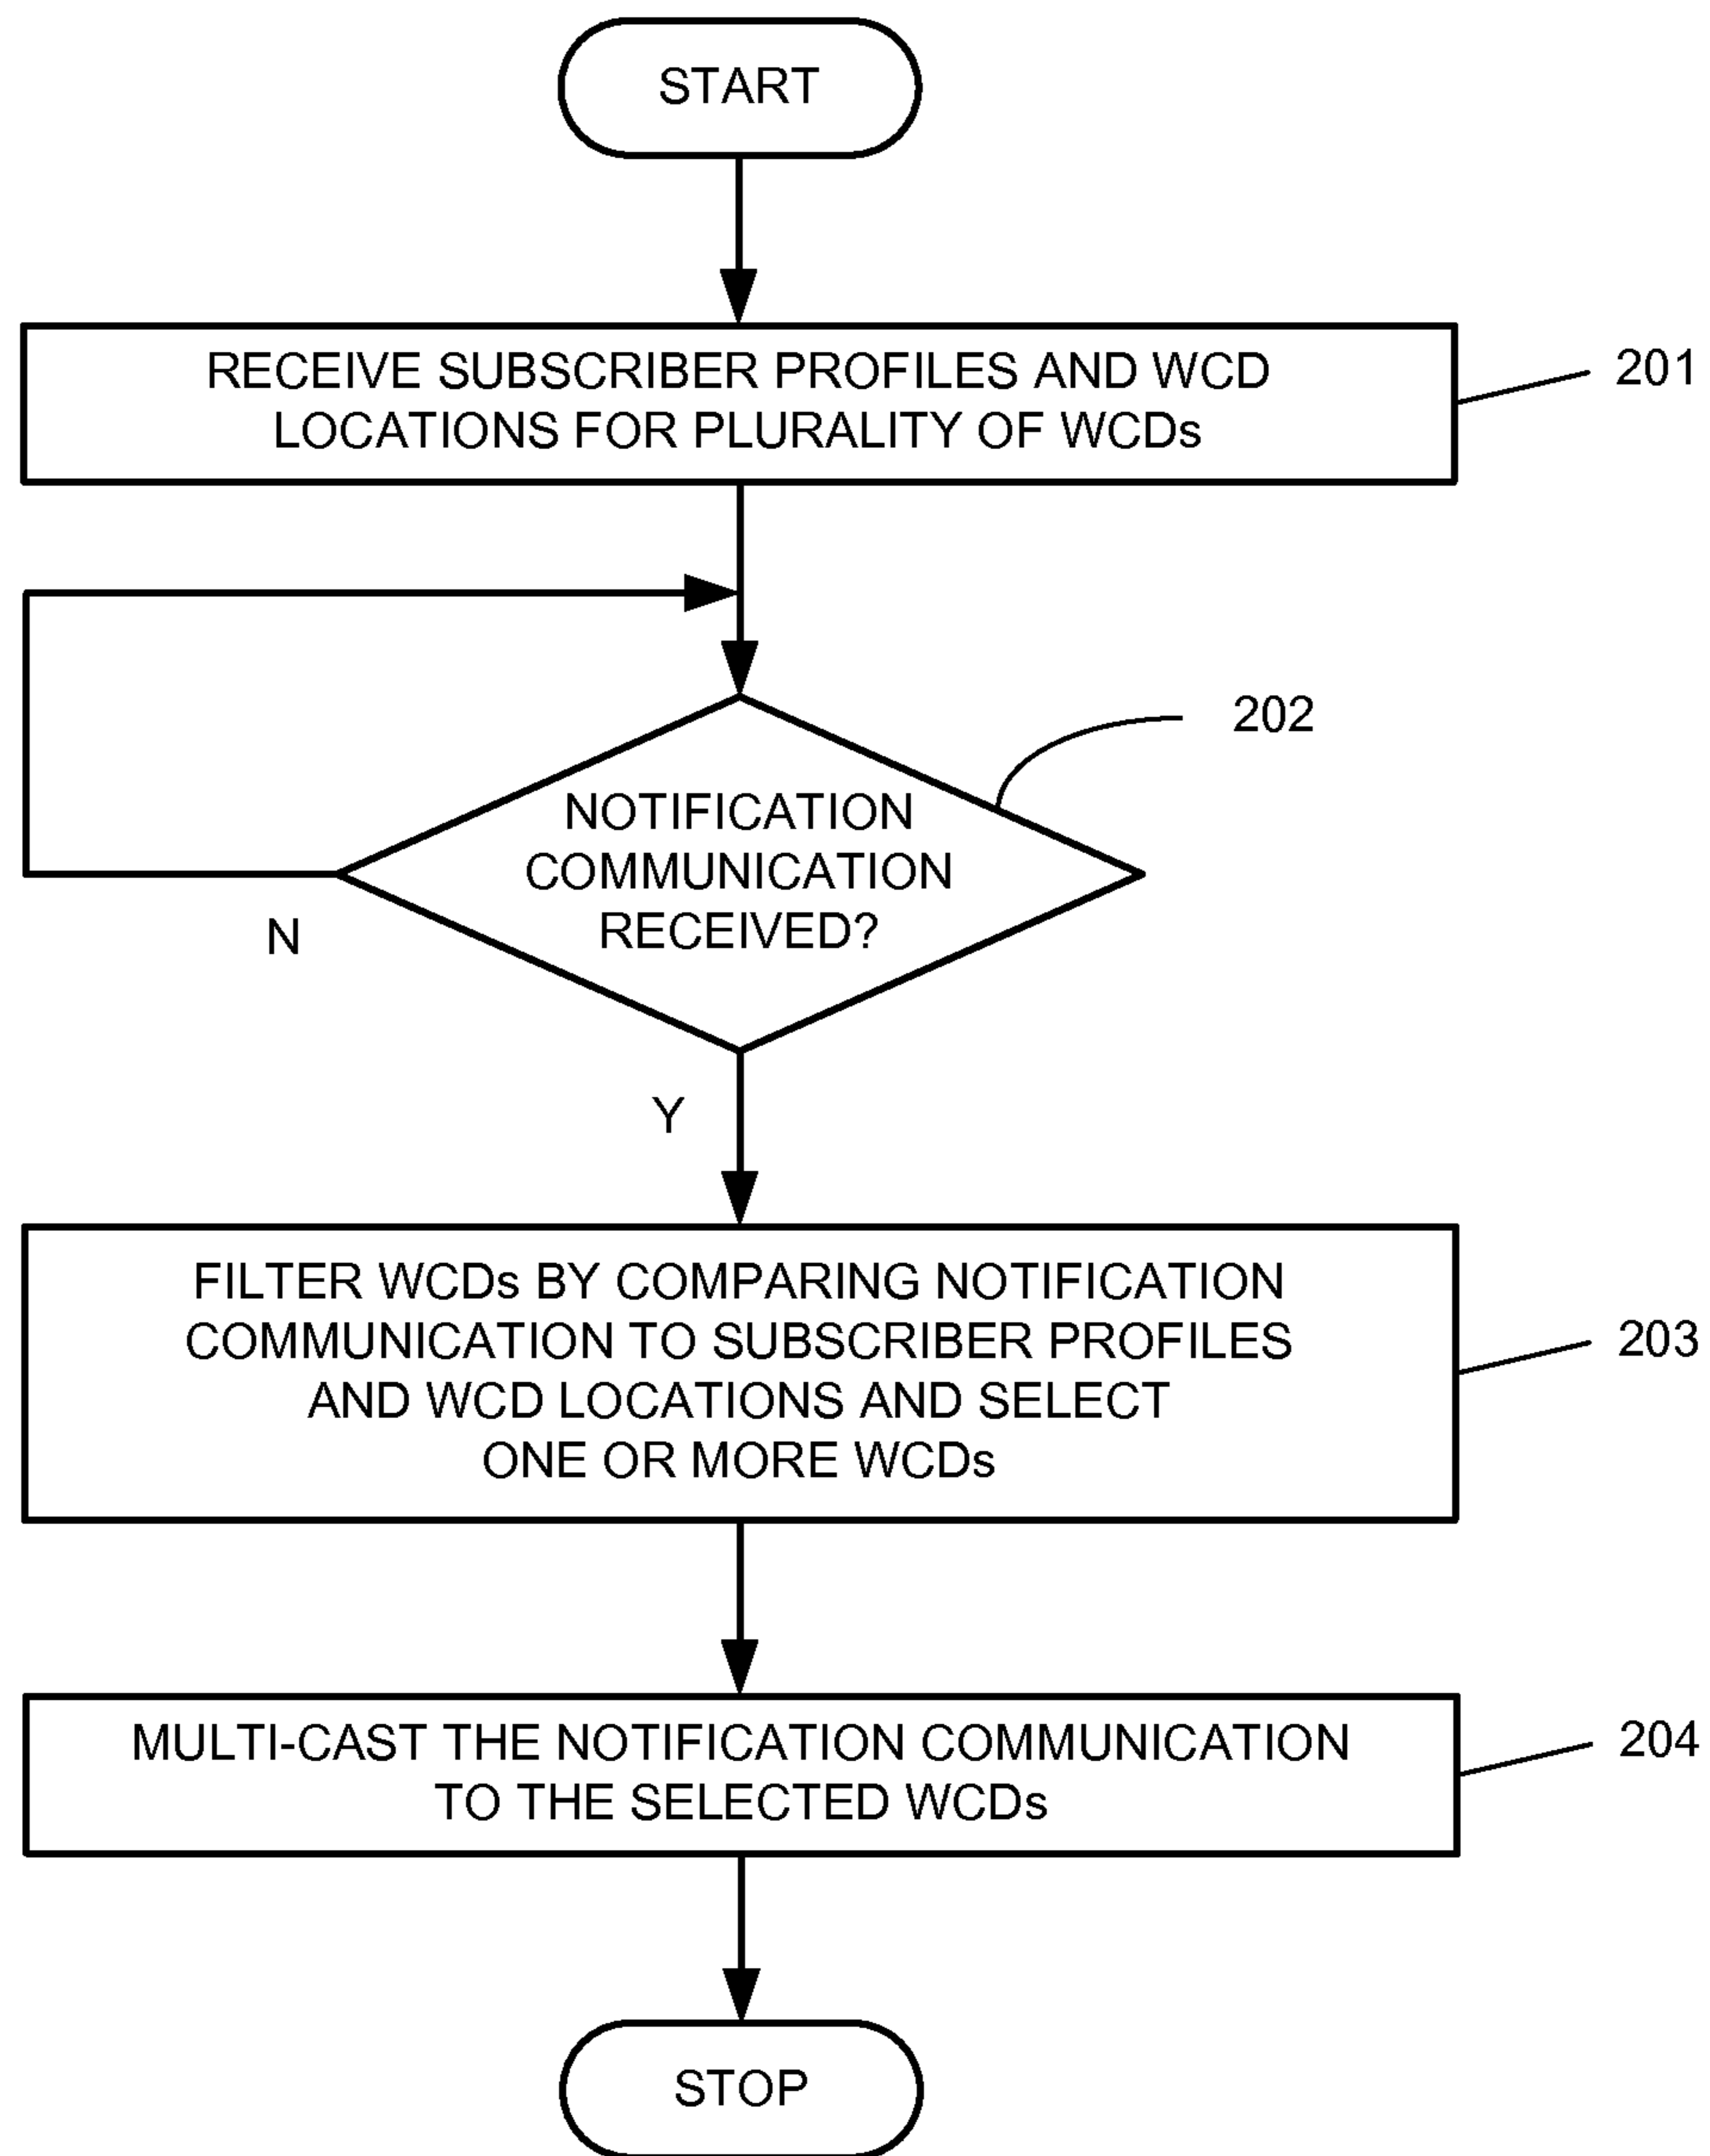 START
RECEIVE SUBSCRIBER PROFILES AND WCD
LOCATIONS FOR PLURALITY OF WCDs
201
202
NOTIFICATION
COMMUNICATION
RECEIVED?
N
Y
FILTER WCDs BY COMPARING NOTIFICATION
COMMUNICATION TO SUBSCRIBER PROFILES
AND WCD LOCATIONS AND SELECT
ONE OR MORE WCDs
203
MULTI-CAST THE NOTIFICATION COMMUNICATION
TO THE SELECTED WCDs
204
STOP